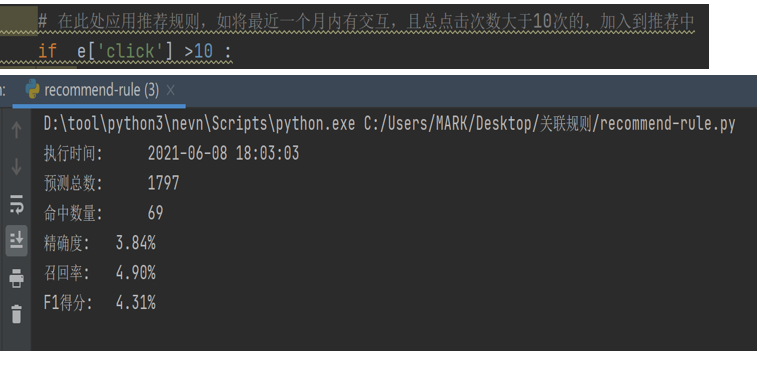 # 在此处应用推荐规则，如将最近一个月内有交互，且总点击次数大于10次的，加入到推荐中
if e['click'] >10 :
n: recommend-rule (3) ×
D:\tool\python3\nevn\Scripts\python.exe C:/Users/MARK/Desktop/关联规则/recommend-rule.py
执行时间: 2021-06-08 18:03:03
预测总数: 1797
命中数量: 69
精确度: 3.84%
召回率: 4.90%
F1得分: 4.31%